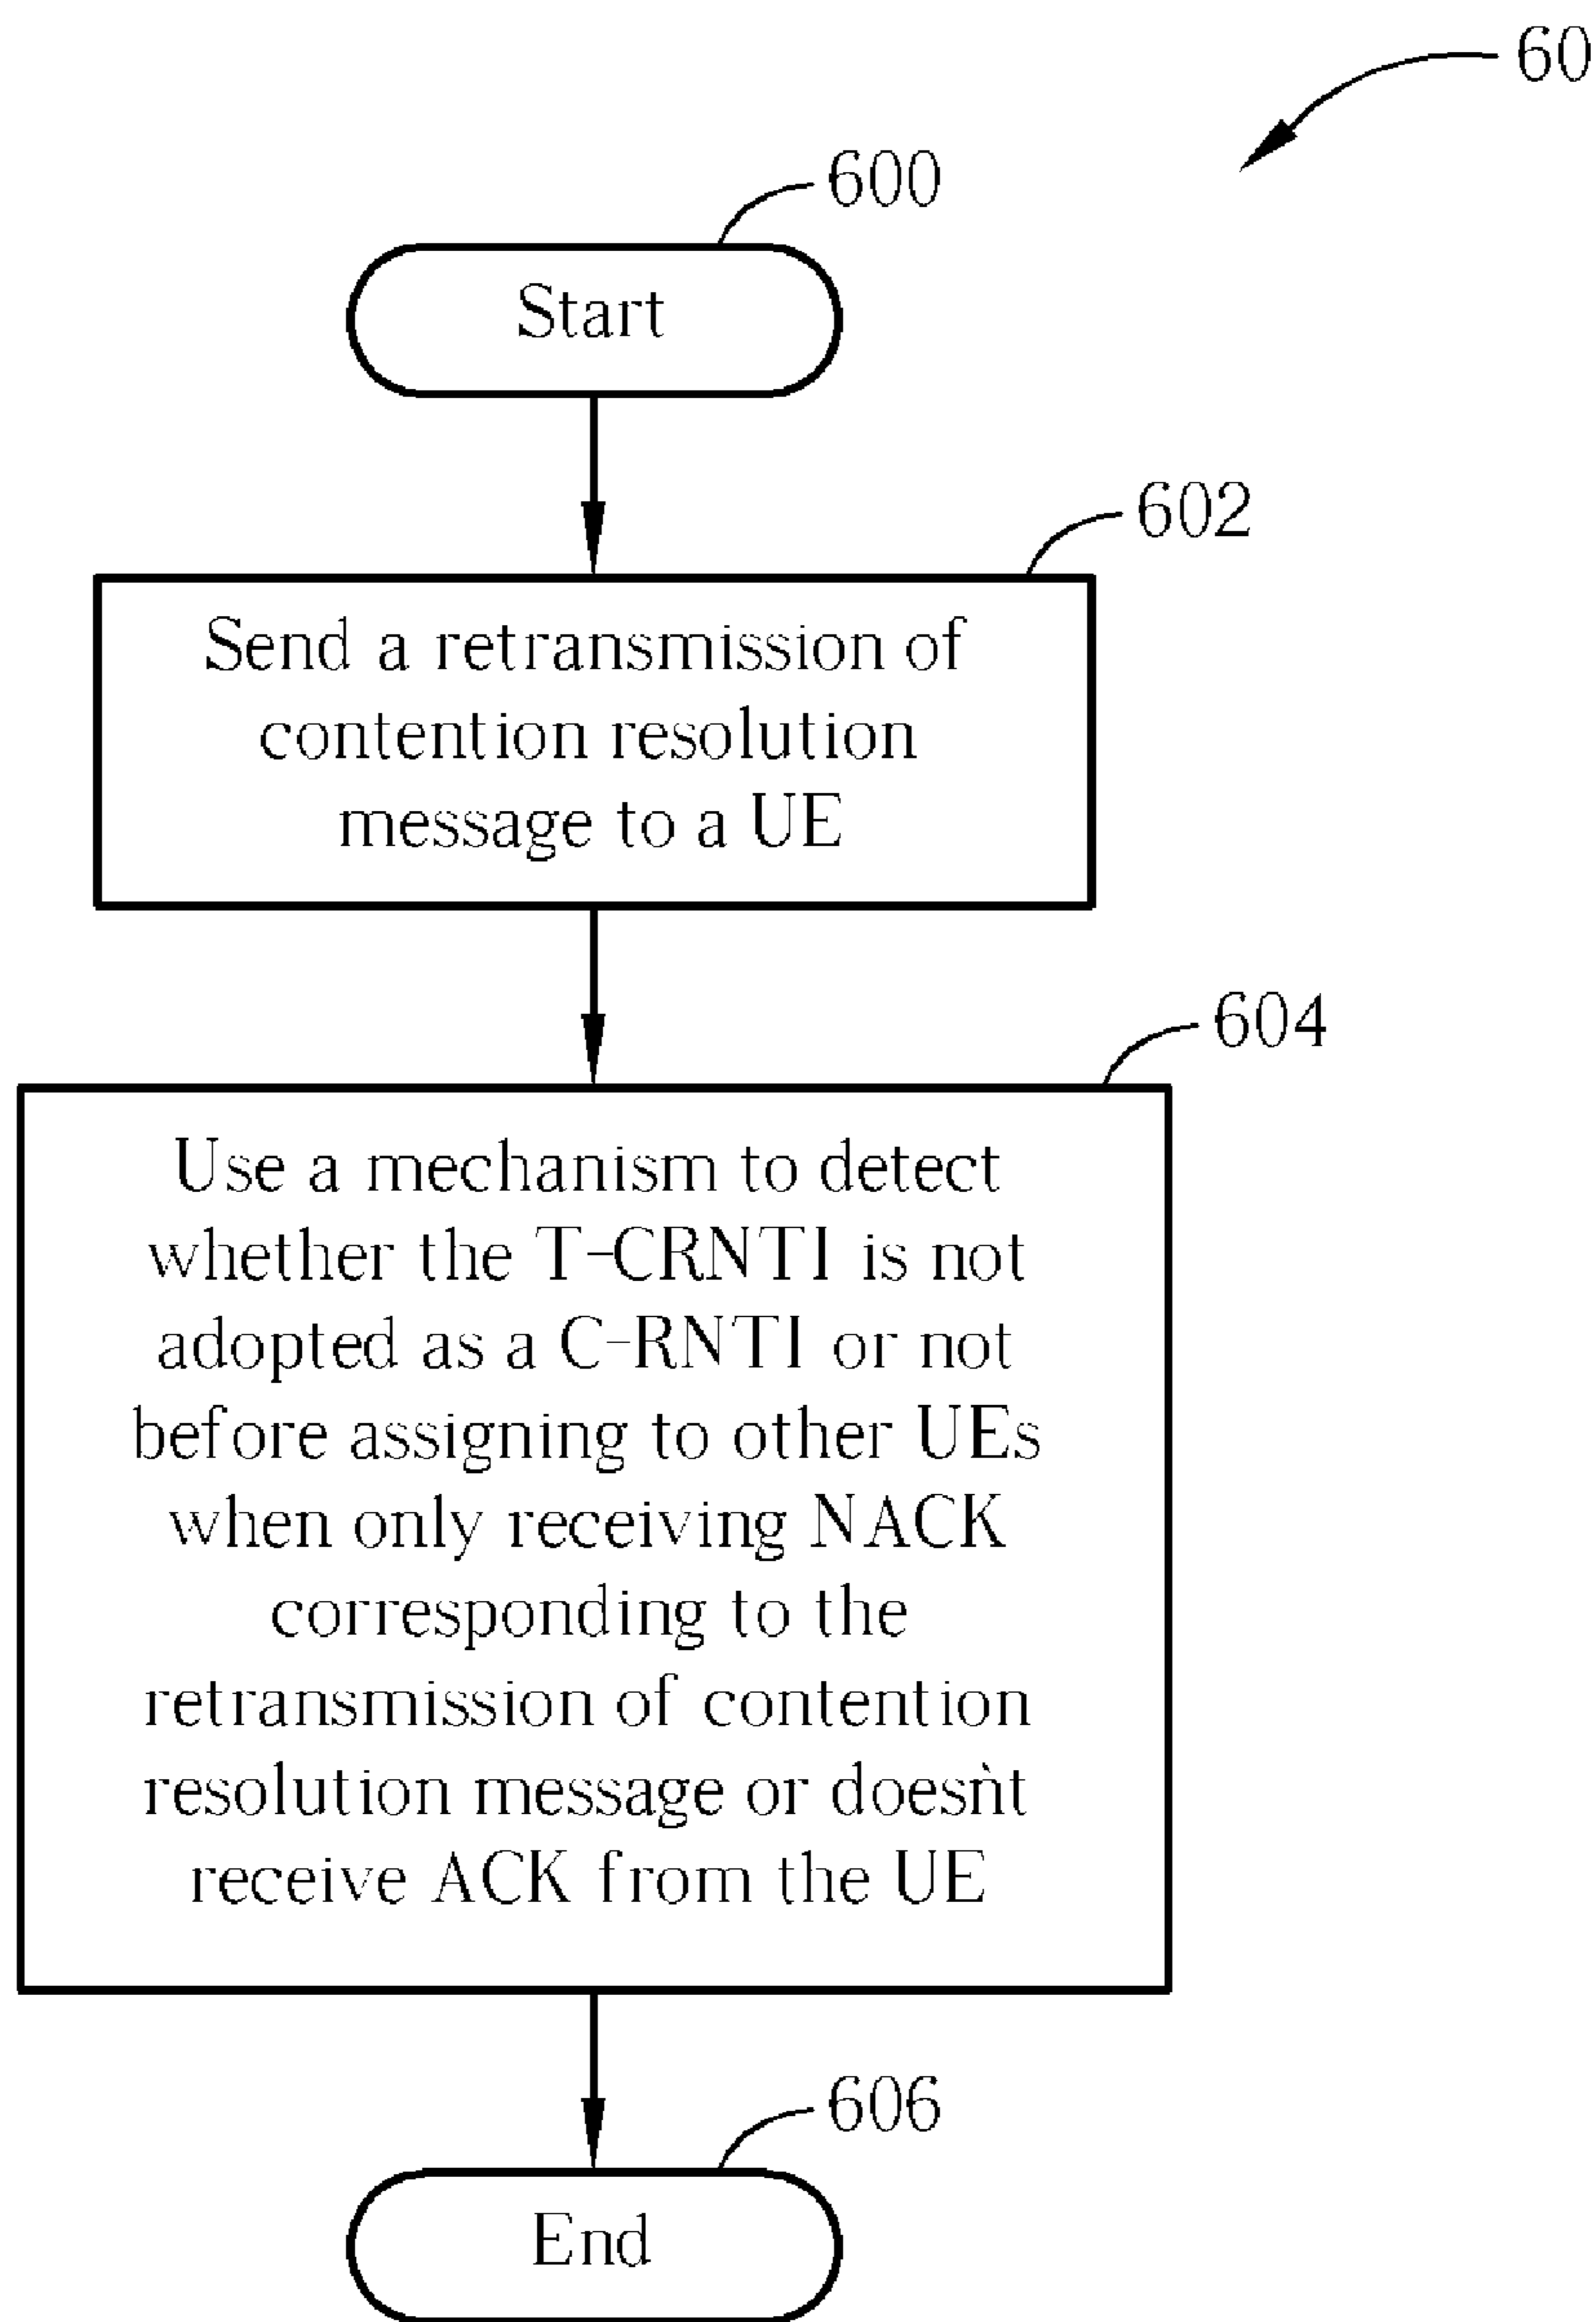 60
600
Start
602
Send a retransmission of
contention resolution
message to a UE
604
Use a mechanism to detect
whether the T-CRNTI is not
adopted as a C-RNTI or not
before assigning to other UEs
when only receiving NACK
corresponding to the
retransmission of contention
resolution message or doesn`t
receive ACK from the UE
606
End